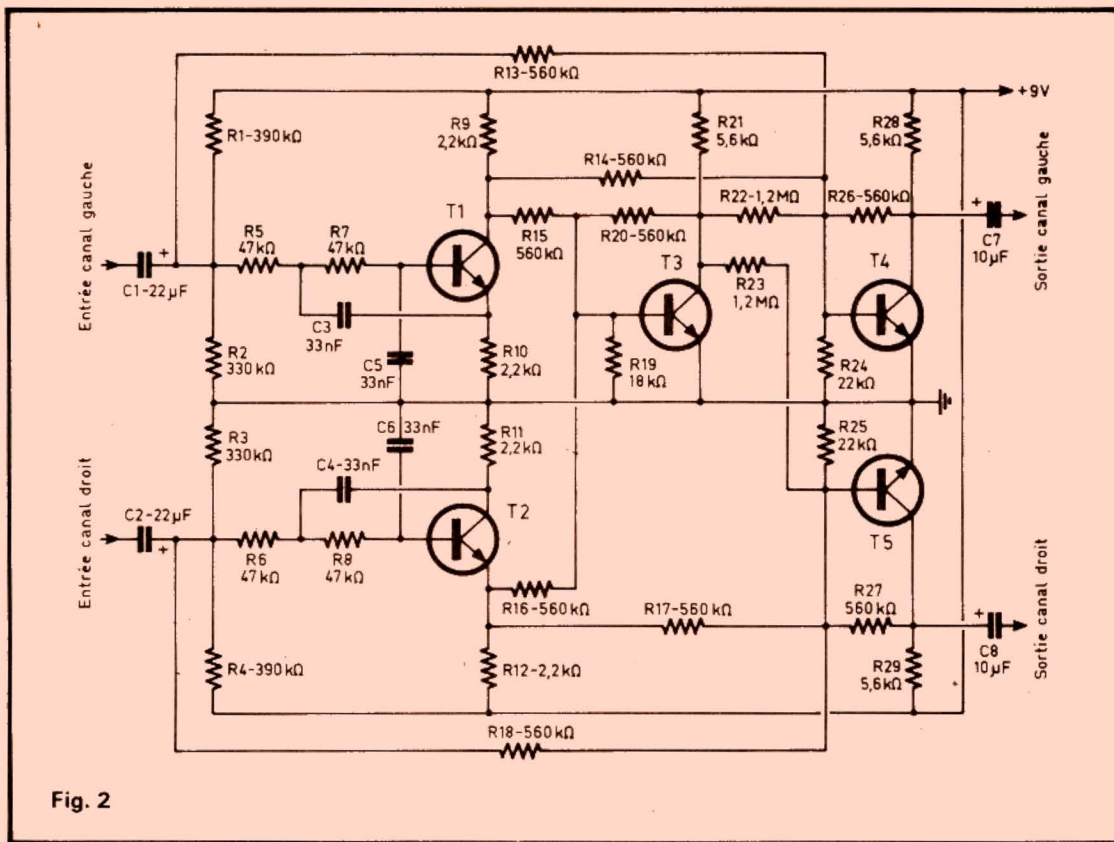 R13-560kΩ
+9V
R1-390kΩ
R9
2,2kΩ
R21
5,6kΩ
R28
5,6kΩ
Entrée canal gauche
R14-560kΩ
Sortie canal gauche
R5
47kΩ
R7
47kΩ
T1
R15
560kΩ
R20-560kΩ
R22-1,2MΩ
R26-560kΩ
+
C7
10µF
+
C1-22µF
T3
R23
1,2MΩ
T4
C3
33nF
R2
330kΩ
C5
33nF
R10
2,2kΩ
R19
18kΩ
R24
22kΩ
R3
330kΩ
C6
33nF
R11
2,2kΩ
R25
22kΩ
C4-33nF
Entrée canal droit
C2-22µF
+
T2
T5
R6
47kΩ
R8
47kΩ
R16-560kΩ
R17-560kΩ
R27
560kΩ
+
C8
10µF
Sortie canal droit
R4-390kΩ
R12-2,2kΩ
R29
5,6kΩ
R18-560kΩ
Fig. 2